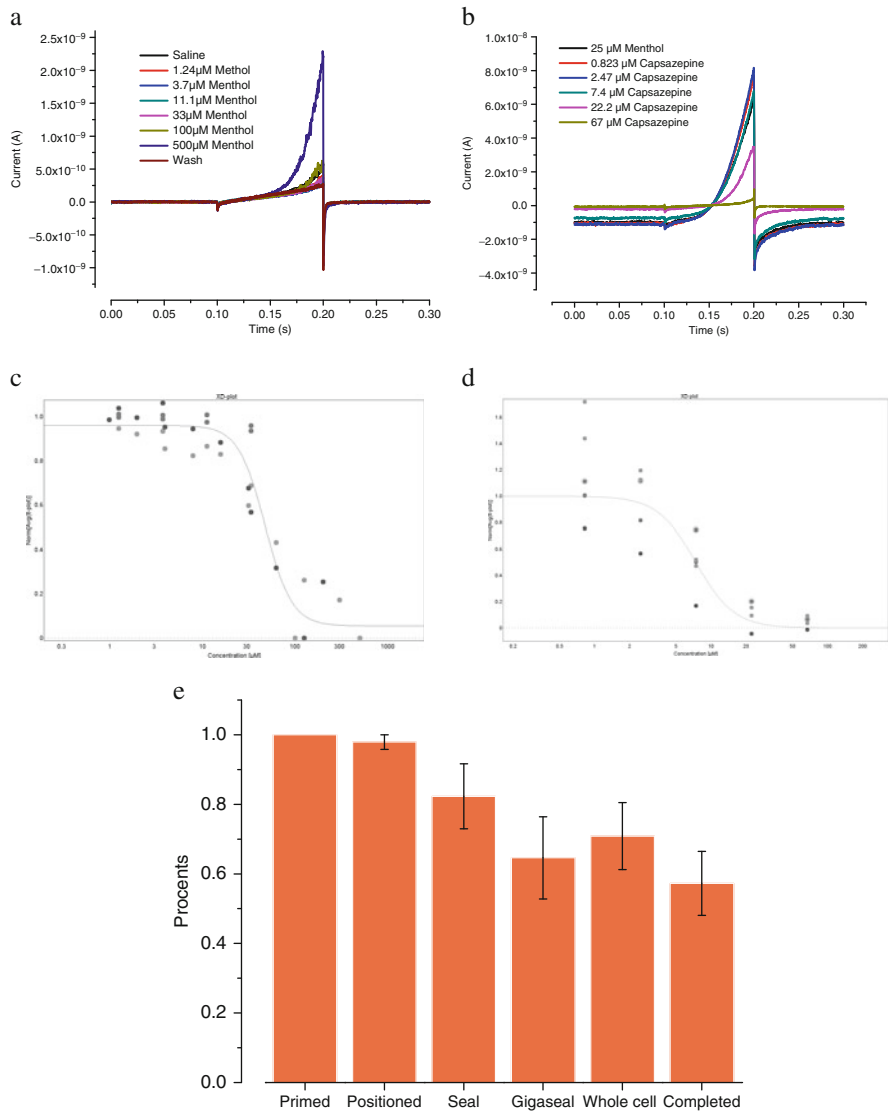 a
2.5x10⁻⁹
2.0x10⁻⁹
1.5x10⁻⁹
1.0x10⁻⁹
5.0x10⁻¹⁰
0.0
−5.0x10⁻¹⁰
−1.0x10⁻⁹
Current (A)
Saline
1.24µM Methol
3.7µM Menthol
11.1µM Menthol
33µM Menthol
100µM Menthol
500µM Menthol
Wash
0.00 0.05 0.10 0.15 0.20 0.25 0.30
Time (s)
b
1.0x10⁻⁸
8.0x10⁻⁹
6.0x10⁻⁹
4.0x10⁻⁹
2.0x10⁻⁹
0.0
−2.0x10⁻⁹
−4.0x10⁻⁹
Current (A)
25 µM Menthol
0.823 µM Capsazepine
2.47 µM Capsazepine
7.4 µM Capsazepine
22.2 µM Capsazepine
67 µM Capsazepine
0.00 0.05 0.10 0.15 0.20 0.25 0.30
Time (s)
c
XD-plot
1.0
0.8
0.6
0.4
0.2
0
0.3 1 3 10 30 100 300 1000
Concentration [µM]
d
XD-plot
1.6
1.4
1.2
1.0
0.8
0.6
0.4
0.2
0
0.2 0.5 1 2 5 10 20 50 100 200
Concentration [µM]
e
1.0
0.8
0.6
0.4
0.2
0.0
Procents
Primed Positioned Seal Gigaseal Whole cell Completed